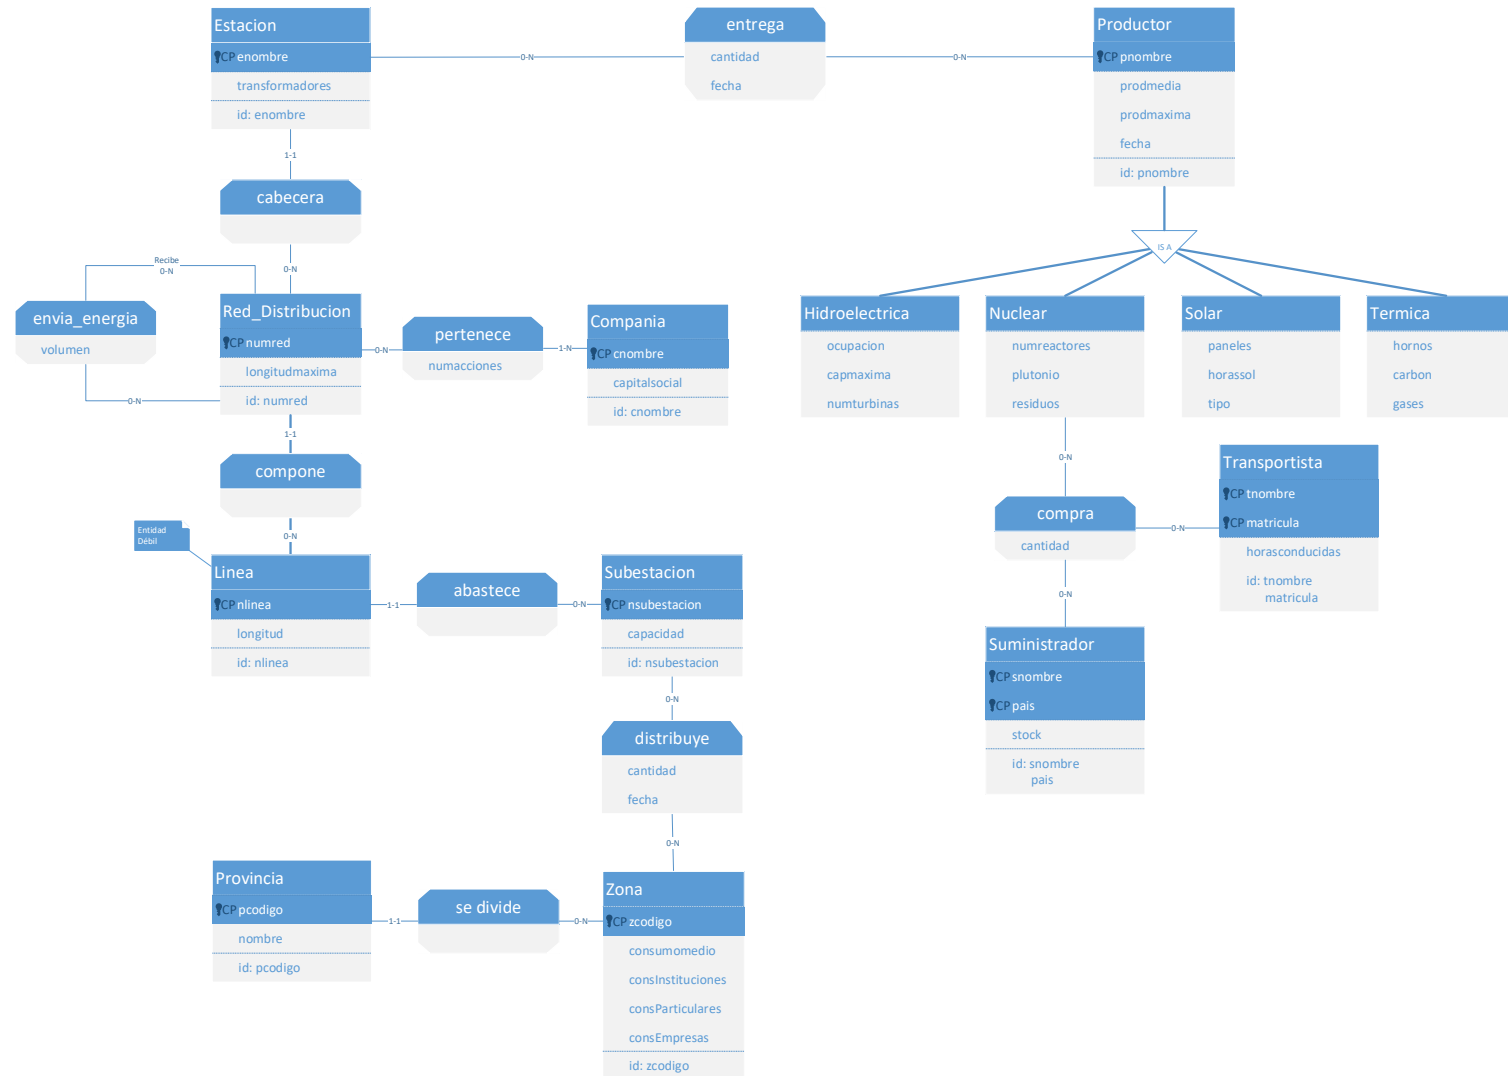 Estacion
CP enombre
transformadores
id: enombre
0-N
entrega
cantidad
fecha
0-N
Productor
CP pnombre
prodmedia
prodmaxima
fecha
id: pnombre
1-1
cabecera
0-N
IS A
Recibe
0-N
envia_energia
volumen
0-N
Red_Distribucion
CP numred
longitudmaxima
id: numred
0-N
pertenece
numacciones
1-N
Compania
CP cnombre
capitalsocial
id: cnombre
Hidroelectrica
ocupacion
capmaxima
numturbinas
Nuclear
numreactores
plutonio
residuos
Solar
paneles
horassol
tipo
Termica
hornos
carbon
gases
1-1
compone
0-N
0-N
compra
cantidad
0-N
Transportista
CP tnombre
CP matricula
horasconducidas
id: tnombre
matricula
0-N
Entidad
Débil
Linea
CP nlinea
longitud
id: nlinea
1-1
abastece
0-N
Subestacion
CP nsubestacion
capacidad
id: nsubestacion
Suministrador
CP snombre
CP pais
stock
id: snombre
pais
0-N
distribuye
cantidad
fecha
0-N
Provincia
CP pcodigo
nombre
id: pcodigo
1-1
se divide
0-N
Zona
CP zcodigo
consumomedio
consInstituciones
consParticulares
consEmpresas
id: zcodigo